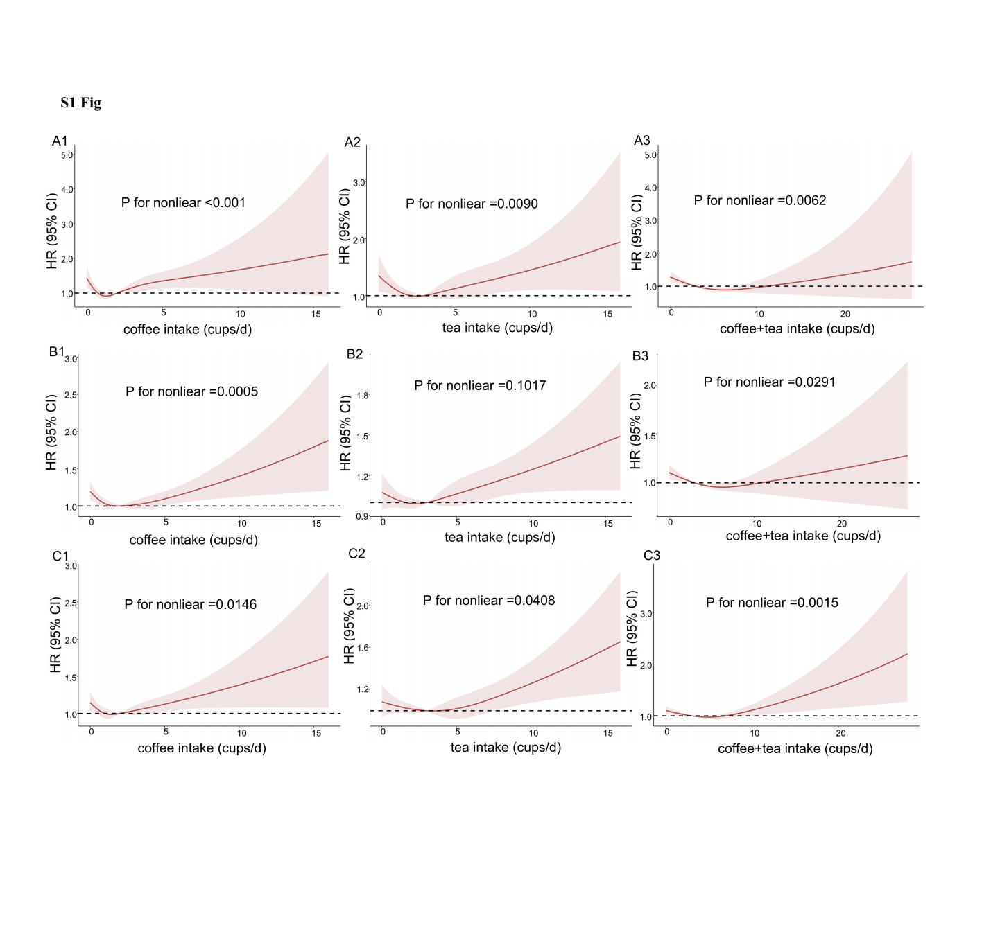 S1 Fig
A1
5.0
4.0
3.0
2.0
1.0
HR (95% CI)
P for nonliear <0.001
0 5 10 15
coffee intake (cups/d)
A2
3.0
2.0
1.0
HR (95% CI)
P for nonliear =0.0090
0 5 10 15
tea intake (cups/d)
A3
5.0
4.0
3.0
2.0
1.0
HR (95% CI)
P for nonliear =0.0062
0 10 20
coffee+tea intake (cups/d)
B1
3.0
2.5
2.0
1.5
1.0
HR (95% CI)
P for nonliear =0.0005
0 5 10 15
coffee intake (cups/d)
B2
1.8
1.5
1.2
0.9
HR (95% CI)
P for nonliear =0.1017
0 5 10 15
tea intake (cups/d)
B3
2.0
1.5
1.0
HR (95% CI)
P for nonliear =0.0291
0 10 20
coffee+tea intake (cups/d)
C1
3.0
2.5
2.0
1.5
1.0
HR (95% CI)
P for nonliear =0.0146
0 5 10 15
coffee intake (cups/d)
C2
2.0
1.6
1.2
HR (95% CI)
P for nonliear =0.0408
0 5 10 15
tea intake (cups/d)
C3
3.0
2.0
1.0
HR (95% CI)
P for nonliear =0.0015
0 10 20
coffee+tea intake (cups/d)